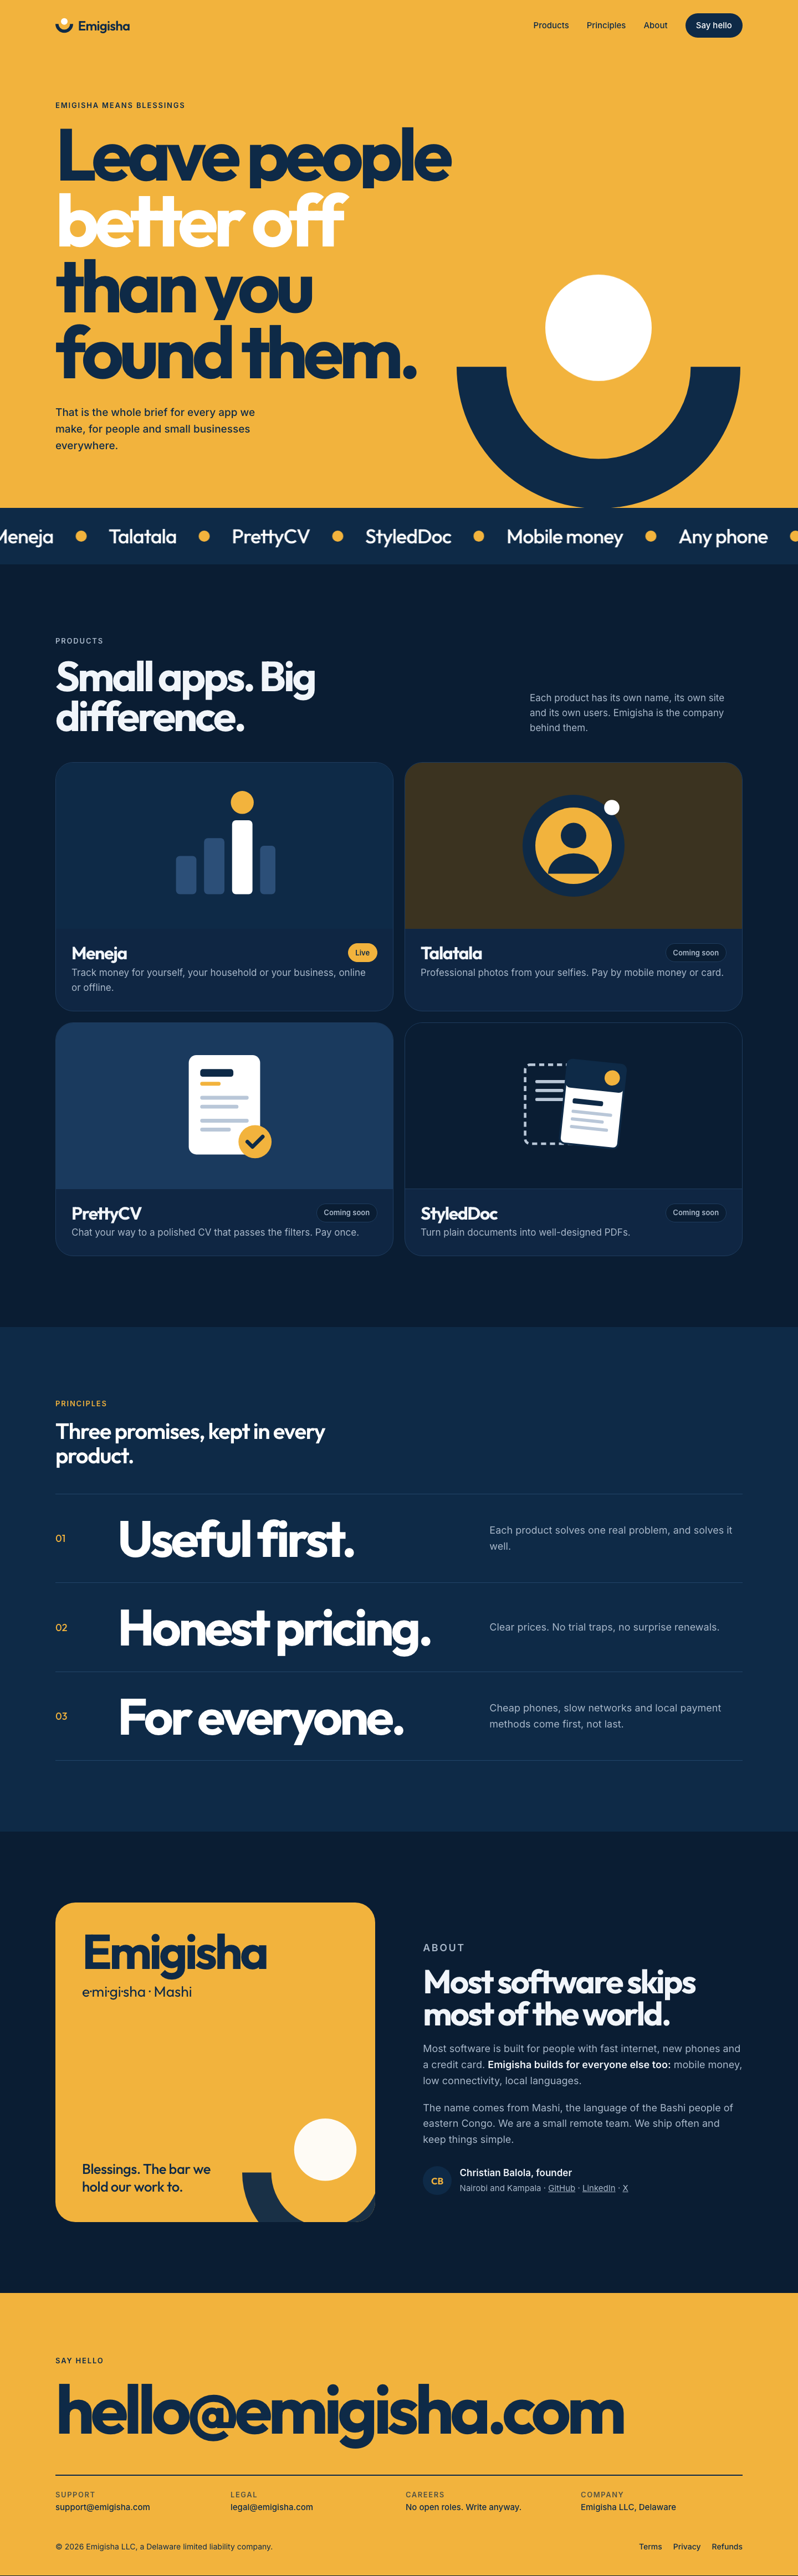 Emigisha
Products
Principles
About
Say hello
EMIGISHA MEANS BLESSINGS
Leave people
better off
than you
found them.
That is the whole brief for every app we
make, for people and small businesses
everywhere.
Meneja
Talatala
PrettyCV
StyledDoc
Mobile money
Any phone
PRODUCTS
Small apps. Big
difference.
Each product has its own name, its own site
and its own users. Emigisha is the company
behind them.
Meneja
Live
Track money for yourself, your household or your business, online
or offline.
Talatala
Coming soon
Professional photos from your selfies. Pay by mobile money or card.
PrettyCV
Coming soon
Chat your way to a polished CV that passes the filters. Pay once.
StyledDoc
Coming soon
Turn plain documents into well-designed PDFs.
PRINCIPLES
Three promises, kept in every
product.
01
Useful first.
Each product solves one real problem, and solves it
well.
02
Honest pricing.
Clear prices. No trial traps, no surprise renewals.
03
For everyone.
Cheap phones, slow networks and local payment
methods come first, not last.
Emigisha
e·mi·gi·sha · Mashi
Blessings. The bar we
hold our work to.
ABOUT
Most software skips
most of the world.
Most software is built for people with fast internet, new phones and
a credit card. Emigisha builds for everyone else too: mobile money,
low connectivity, local languages.
The name comes from Mashi, the language of the Bashi people of
eastern Congo. We are a small remote team. We ship often and
keep things simple.
CB
Christian Balola, founder
Nairobi and Kampala · GitHub · LinkedIn · X
SAY HELLO
hello@emigisha.com
SUPPORT
support@emigisha.com
LEGAL
legal@emigisha.com
CAREERS
No open roles. Write anyway.
COMPANY
Emigisha LLC, Delaware
© 2026 Emigisha LLC, a Delaware limited liability company.
Terms
Privacy
Refunds